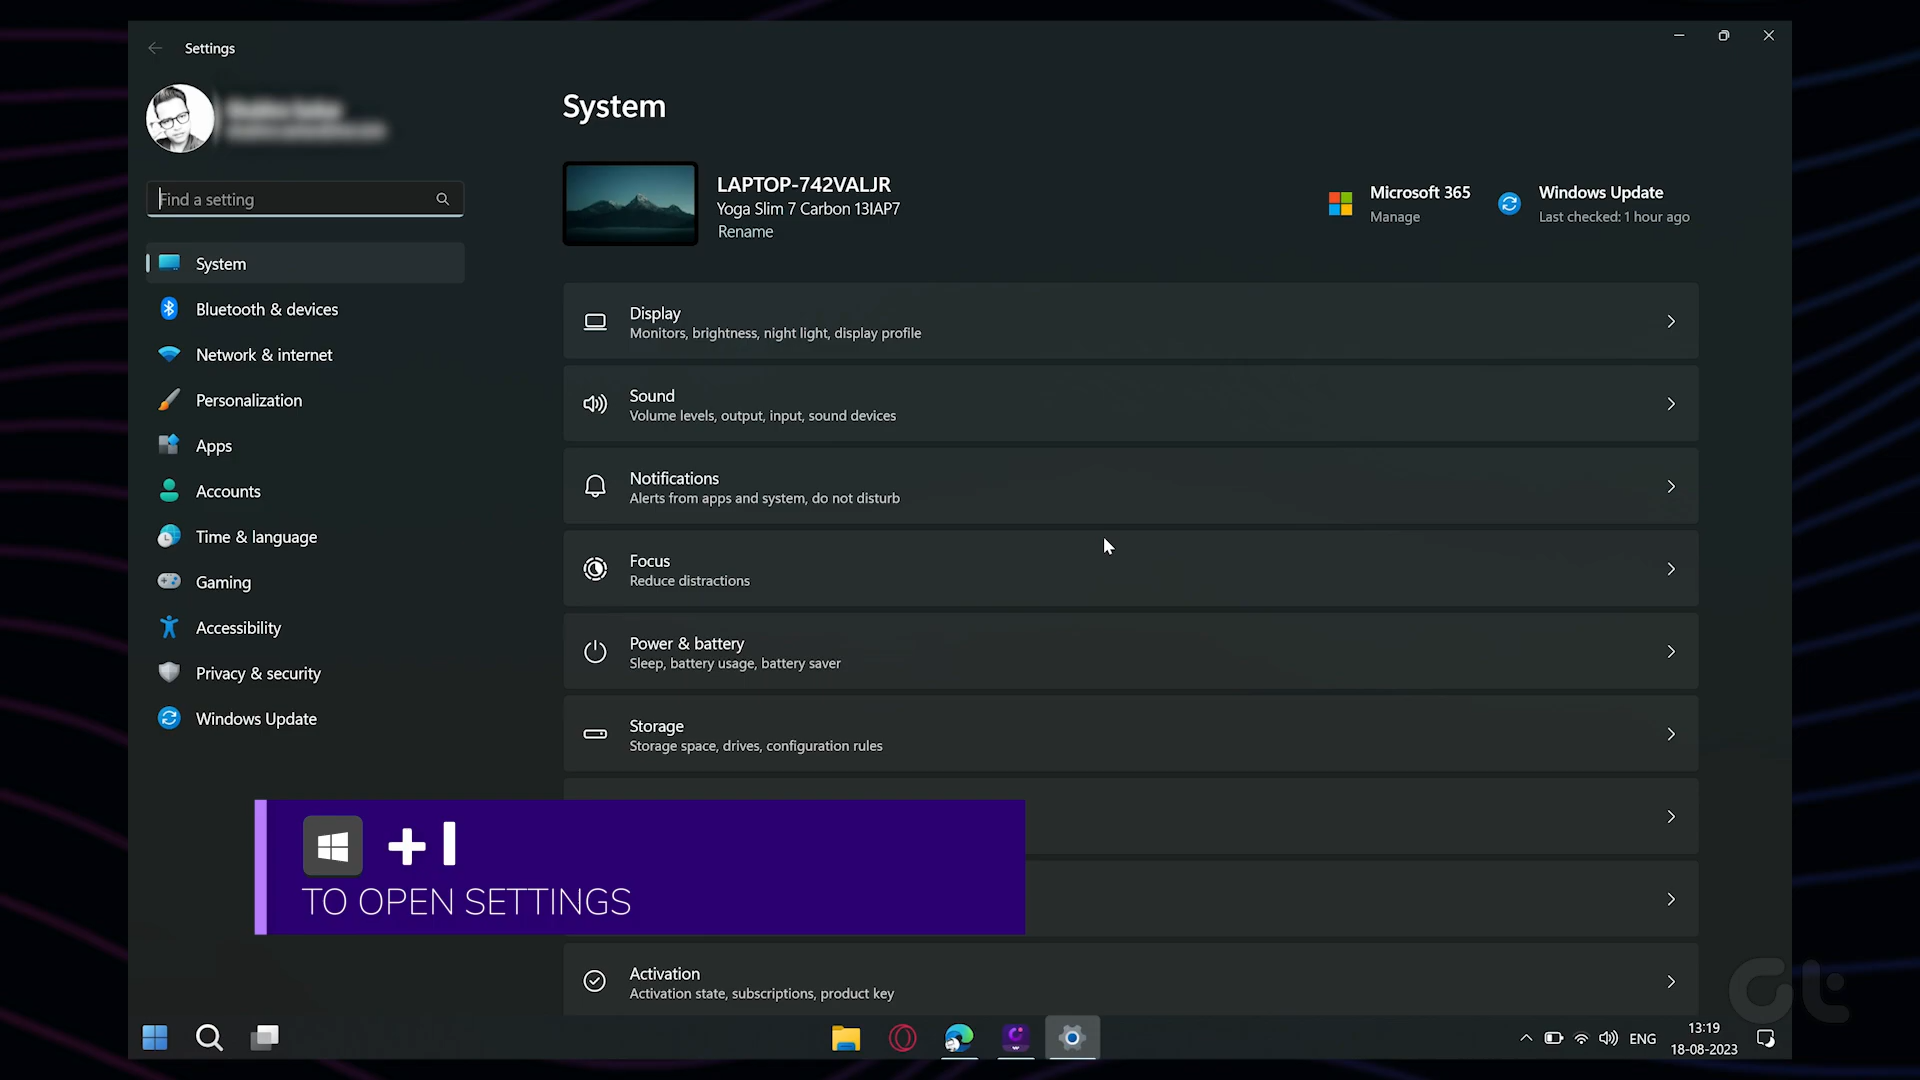 Settings
System
LAPTOP-742VALJR
Yoga Slim 7 Carbon 13IAP7
Rename
Microsoft 365
Manage
Windows Update
Last checked: 1 hour ago
Find a setting
System
Bluetooth & devices
Network & internet
Personalization
Apps
Accounts
Time & language
Gaming
Accessibility
Privacy & security
Windows Update
Display
Monitors, brightness, night light, display profile
Sound
Volume levels, output, input, sound devices
Notifications
Alerts from apps and system, do not disturb
Focus
Reduce distractions
Power & battery
Sleep, battery usage, battery saver
Storage
Storage space, drives, configuration rules
+ I
TO OPEN SETTINGS
Activation
Activation state, subscriptions, product key
Gt
ENG
13:19
18-08-2023